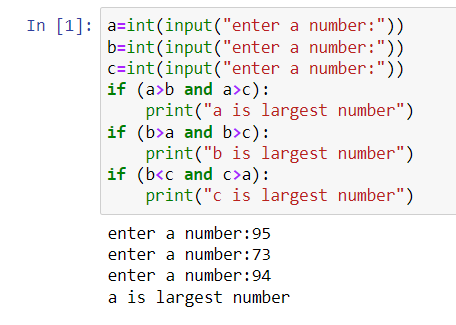 In [1]: a=int(input("enter a number:"))
b=int(input("enter a number:"))
c=int(input("enter a number:"))
if (a>b and a>c):
    print("a is largest number")
if (b>a and b>c):
    print("b is largest number")
if (b<c and c>a):
    print("c is largest number")
enter a number:95
enter a number:73
enter a number:94
a is largest number